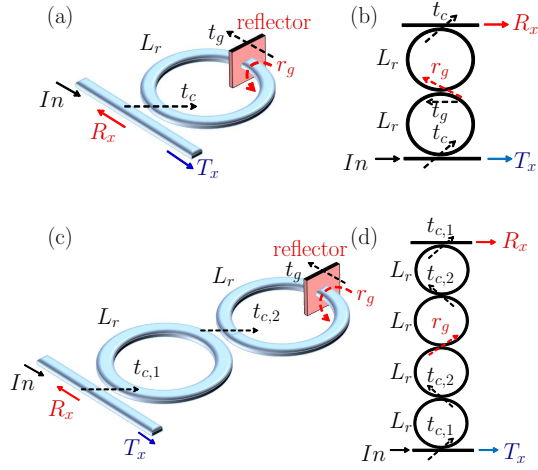 (a)
reflector
L_r
t_g
r_g
t_c
In
R_x
T_x
(b)
t_c
R_x
L_r
r_g
t_g
L_r
t_c
In
T_x
(c)
reflector
L_r
t_g
r_g
L_r
t_{c,2}
t_{c,1}
In
R_x
T_x
(d)
t_{c,1}
R_x
L_r
t_{c,2}
L_r
r_g
L_r
t_{c,2}
L_r
t_{c,1}
In
T_x